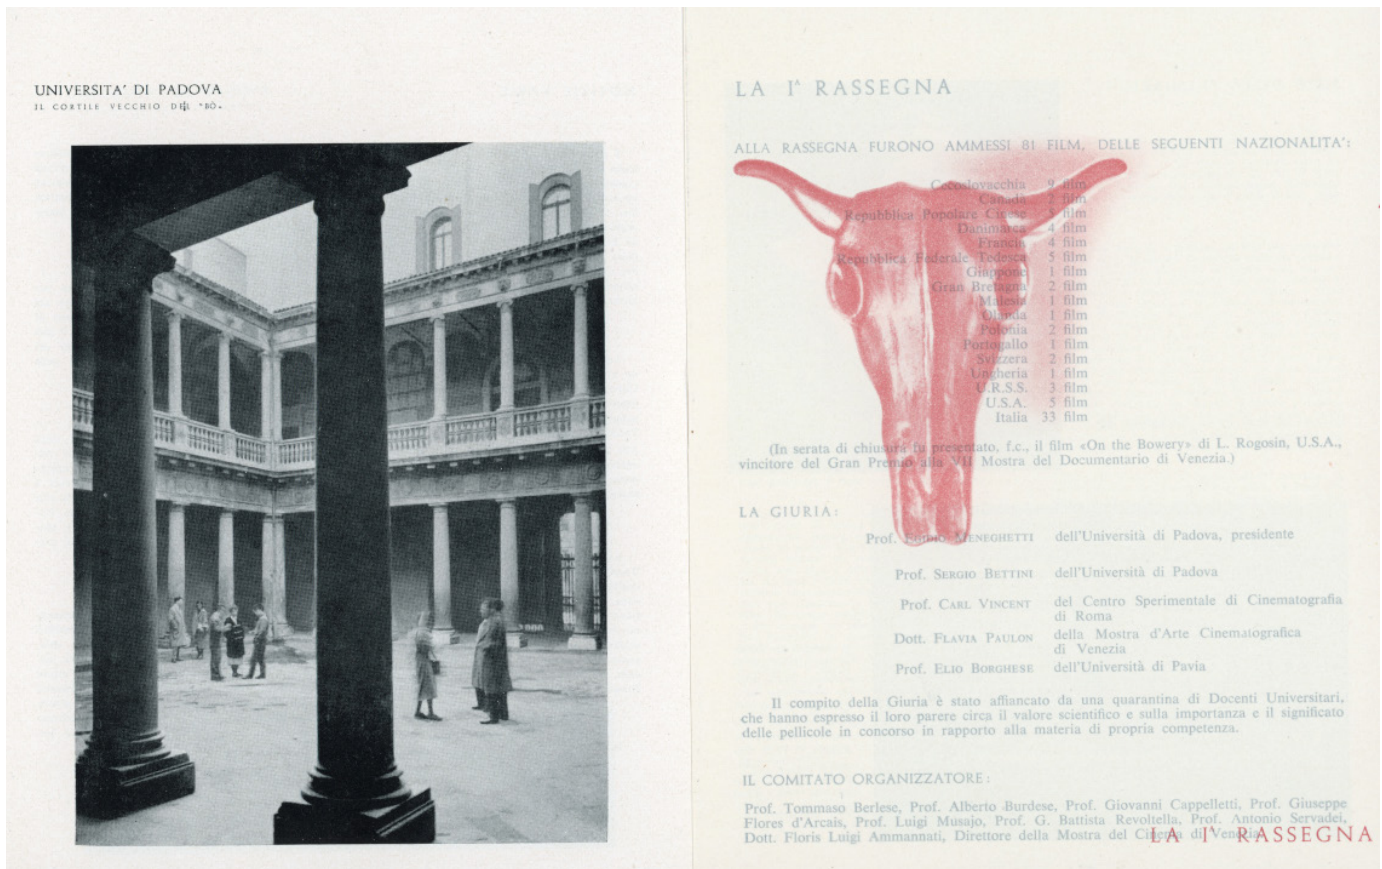 UNIVERSITA' DI PADOVA
IL CORTILE VECCHIO DEL "BÒ„
LA Iᴬ RASSEGNA
ALLA RASSEGNA FURONO AMMESSI 81 FILM, DELLE SEGUENTI NAZIONALITA':
Cecoslovacchia 9 film
Canada 2 film
Repubblica Popolare Cinese film
Danimarca 4 film
Francia 4 film
Repubblica Federale Tedesca 5 film
Giappone 1 film
Gran Bretagna 2 film
Malesia 1 film
Olanda 1 film
Polonia 2 film
Portogallo 1 film
Svizzera 2 film
Ungheria 1 film
U.R.S.S. 3 film
U.S.A. 5 film
Italia 33 film
(In serata di chiusura fu presentato, f.c., il film «On the Bowery» di L. Rogosin, U.S.A.,
vincitore del Gran Premio alla VII Mostra del Documentario di Venezia.)
LA GIURIA:
Prof. MENEGHETTI dell'Università di Padova, presidente
Prof. SERGIO BETTINI dell'Università di Padova
Prof. CARL VINCENT del Centro Sperimentale di Cinematografia
di Roma
Dott. FLAVIA PAULON della Mostra d'Arte Cinematografica
di Venezia
Prof. ELIO BORGHESE dell'Università di Pavia
Il compito della Giuria è stato affiancato da una quarantina di Docenti Universitari,
che hanno espresso il loro parere circa il valore scientifico e sulla importanza e il significato
delle pellicole in concorso in rapporto alla materia di propria competenza.
IL COMITATO ORGANIZZATORE:
Prof. Tommaso Berlese, Prof. Alberto Burdese, Prof. Giovanni Cappelletti, Prof. Giuseppe
Flores d'Arcais, Prof. Luigi Musajo, Prof. G. Battista Revoltella, Prof. Antonio Servadei,
Dott. Floris Luigi Ammannati, Direttore della Mostra del Cinema di Venezia.
LA Iᴬ RASSEGNA